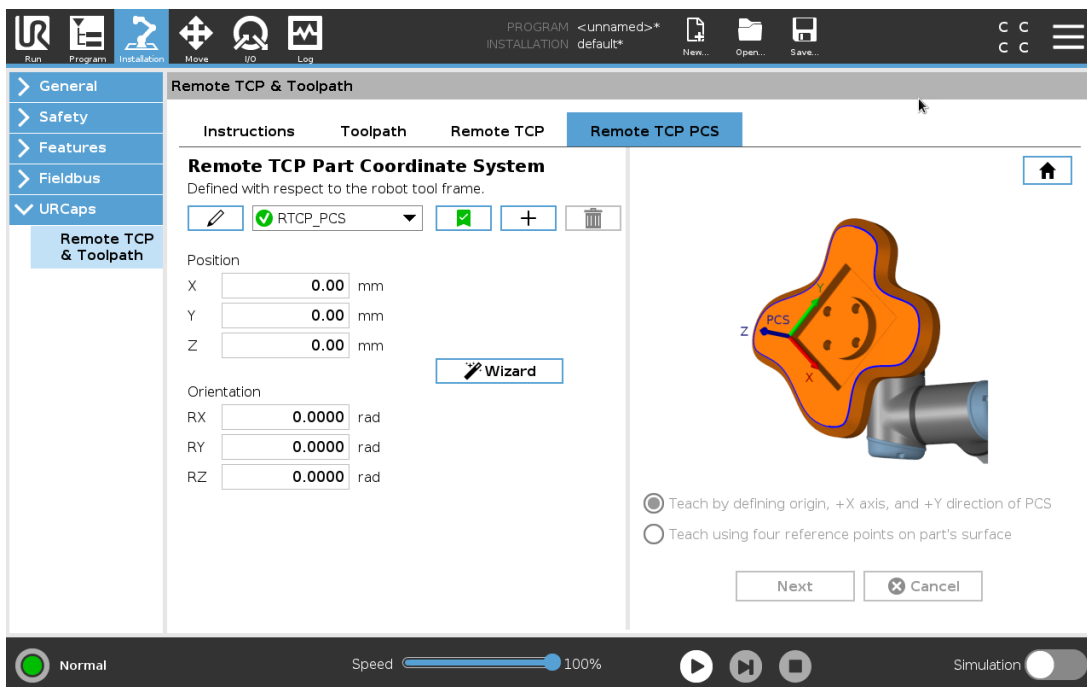 PROGRAM <unnamed>*
INSTALLATION default*
UR
Run
Program
Installation
Move
I/O
Log
New...
Open...
Save...
C C
C C
General
Safety
Features
Fieldbus
URCaps
Remote TCP
& Toolpath
Remote TCP & Toolpath
Instructions Toolpath Remote TCP Remote TCP PCS
Remote TCP Part Coordinate System
Defined with respect to the robot tool frame.
RTCP_PCS
Position
X 0.00 mm
Y 0.00 mm
Z 0.00 mm
Wizard
Orientation
RX 0.0000 rad
RY 0.0000 rad
RZ 0.0000 rad
Y
PCS
Z
X
Teach by defining origin, +X axis, and +Y direction of PCS
Teach using four reference points on part's surface
Next Cancel
Normal Speed 100% Simulation